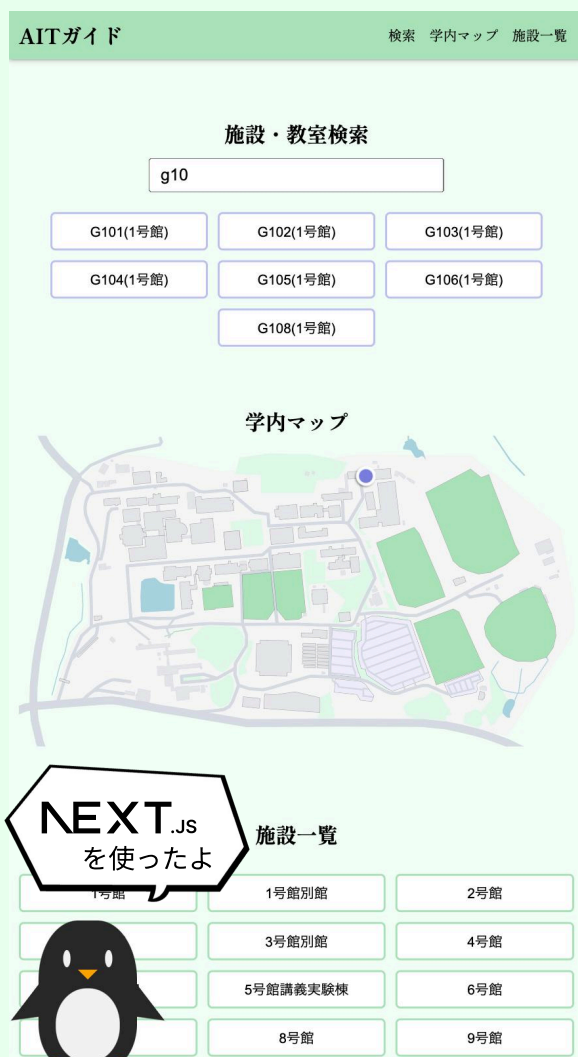 AITガイド
検索 学内マップ 施設一覧
施設・教室検索
g10
G101(1号館) G102(1号館) G103(1号館)
G104(1号館) G105(1号館) G106(1号館)
G108(1号館)
学内マップ
NEXT.JS
を使ったよ
施設一覧
1号館 1号館別館 2号館
3号館別館 4号館
5号館講義実験棟 6号館
8号館 9号館